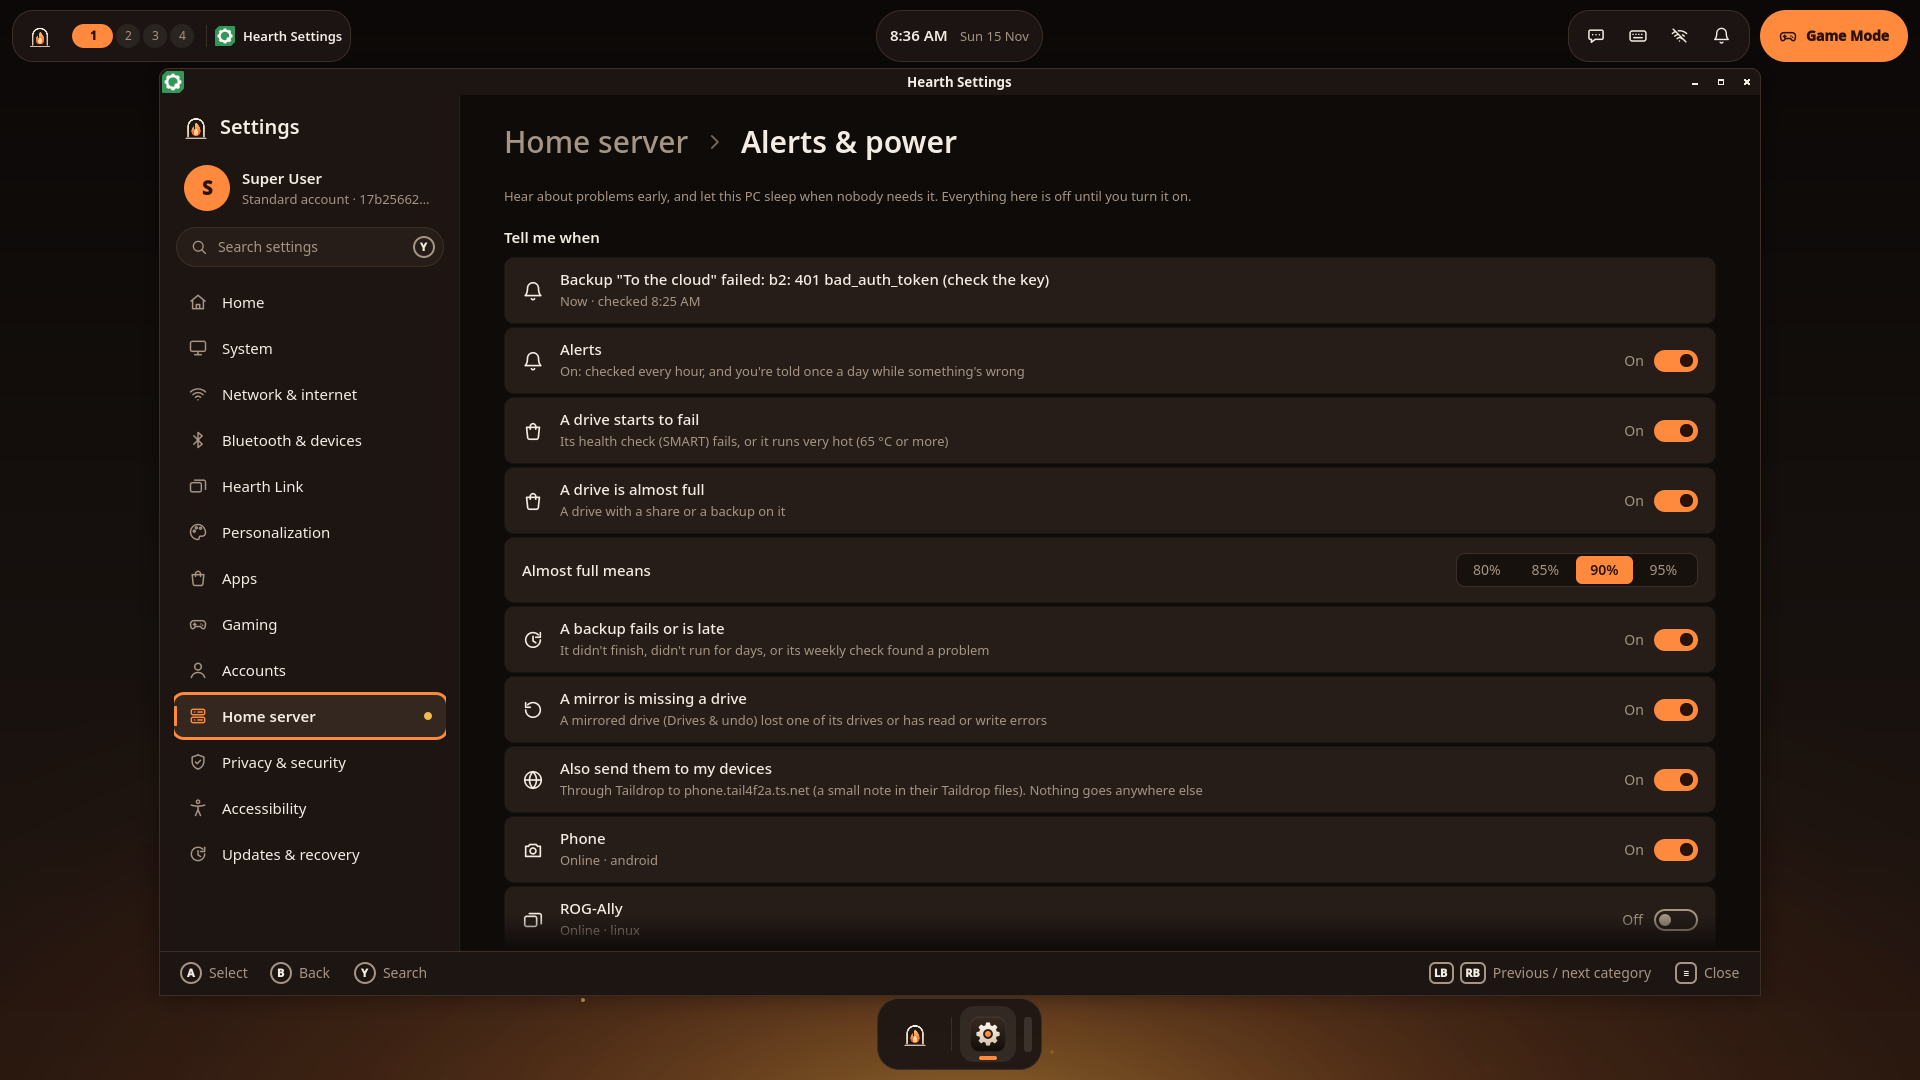 1 2 3 4 Hearth Settings
8:36 AM Sun 15 Nov
Game Mode
Hearth Settings
Settings
S
Super User
Standard account · 17b25662...
Search settings Y
Home
System
Network & internet
Bluetooth & devices
Hearth Link
Personalization
Apps
Gaming
Accounts
Home server
Privacy & security
Accessibility
Updates & recovery
Home server > Alerts & power
Hear about problems early, and let this PC sleep when nobody needs it. Everything here is off until you turn it on.
Tell me when
Backup "To the cloud" failed: b2: 401 bad_auth_token (check the key)
Now · checked 8:25 AM
Alerts
On: checked every hour, and you're told once a day while something's wrong
On
A drive starts to fail
Its health check (SMART) fails, or it runs very hot (65 °C or more)
On
A drive is almost full
A drive with a share or a backup on it
On
Almost full means
80% 85% 90% 95%
A backup fails or is late
It didn't finish, didn't run for days, or its weekly check found a problem
On
A mirror is missing a drive
A mirrored drive (Drives & undo) lost one of its drives or has read or write errors
On
Also send them to my devices
Through Taildrop to phone.tail4f2a.ts.net (a small note in their Taildrop files). Nothing goes anywhere else
On
Phone
Online · android
On
ROG-Ally
Online · linux
Off
A Select B Back Y Search
LB RB Previous / next category ≡ Close